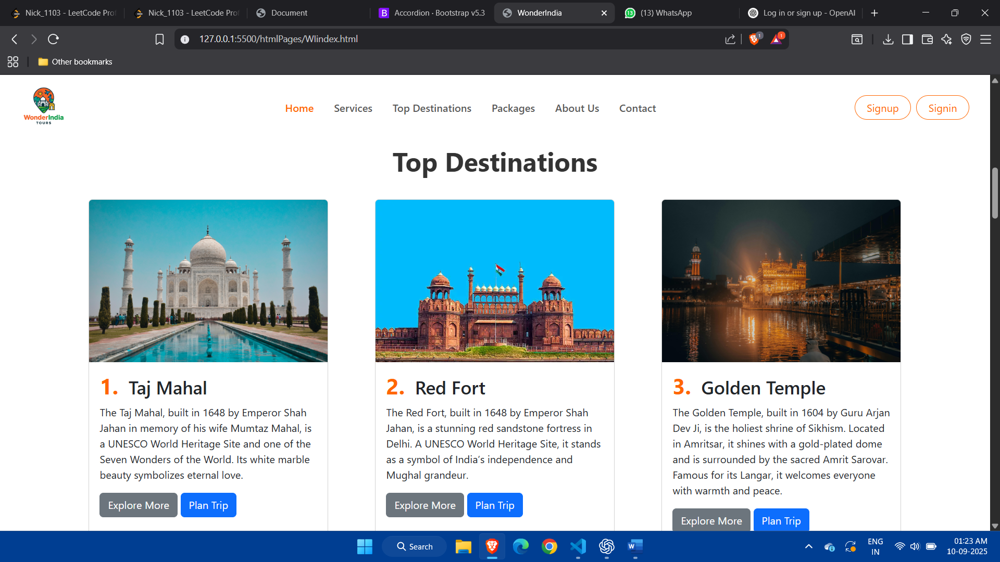 Nick_1103 - LeetCode Prof
Nick_1103 - LeetCode Prof
Document
B
Accordion · Bootstrap v5.3
WonderIndia
13
(13) WhatsApp
Log in or sign up - OpenAI
127.0.0.1:5500/htmlPages/WIindex.html
1
1
Other bookmarks
WonderIndia
TOURS
Home
Services
Top Destinations
Packages
About Us
Contact
Signup
Signin
Top Destinations
1. Taj Mahal
The Taj Mahal, built in 1648 by Emperor Shah
Jahan in memory of his wife Mumtaz Mahal, is
a UNESCO World Heritage Site and one of the
Seven Wonders of the World. Its white marble
beauty symbolizes eternal love.
Explore More
Plan Trip
2. Red Fort
The Red Fort, built in 1648 by Emperor Shah
Jahan, is a stunning red sandstone fortress in
Delhi. A UNESCO World Heritage Site, it stands
as a symbol of India’s independence and
Mughal grandeur.
Explore More
Plan Trip
3. Golden Temple
The Golden Temple, built in 1604 by Guru Arjan
Dev Ji, is the holiest shrine of Sikhism. Located
in Amritsar, it shines with a gold-plated dome
and is surrounded by the sacred Amrit Sarovar.
Famous for its Langar, it welcomes everyone
with warmth and peace.
Explore More
Plan Trip
Search
W
ENG
IN
01:23 AM
10-09-2025